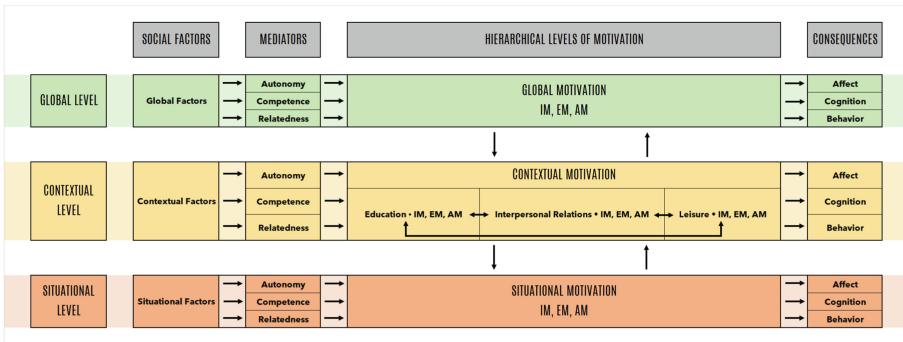 SOCIAL FACTORS
MEDIATORS
HIERARCHICAL LEVELS OF MOTIVATION
CONSEQUENCES
GLOBAL LEVEL
Global Factors
Autonomy
Competence
Relatedness
GLOBAL MOTIVATION
IM, EM, AM
Affect
Cognition
Behavior
CONTEXTUAL
LEVEL
Contextual Factors
Autonomy
Competence
Relatedness
CONTEXTUAL MOTIVATION
Education • IM, EM, AM
Interpersonal Relations • IM, EM, AM
Leisure • IM, EM, AM
Affect
Cognition
Behavior
SITUATIONAL
LEVEL
Situational Factors
Autonomy
Competence
Relatedness
SITUATIONAL MOTIVATION
IM, EM, AM
Affect
Cognition
Behavior